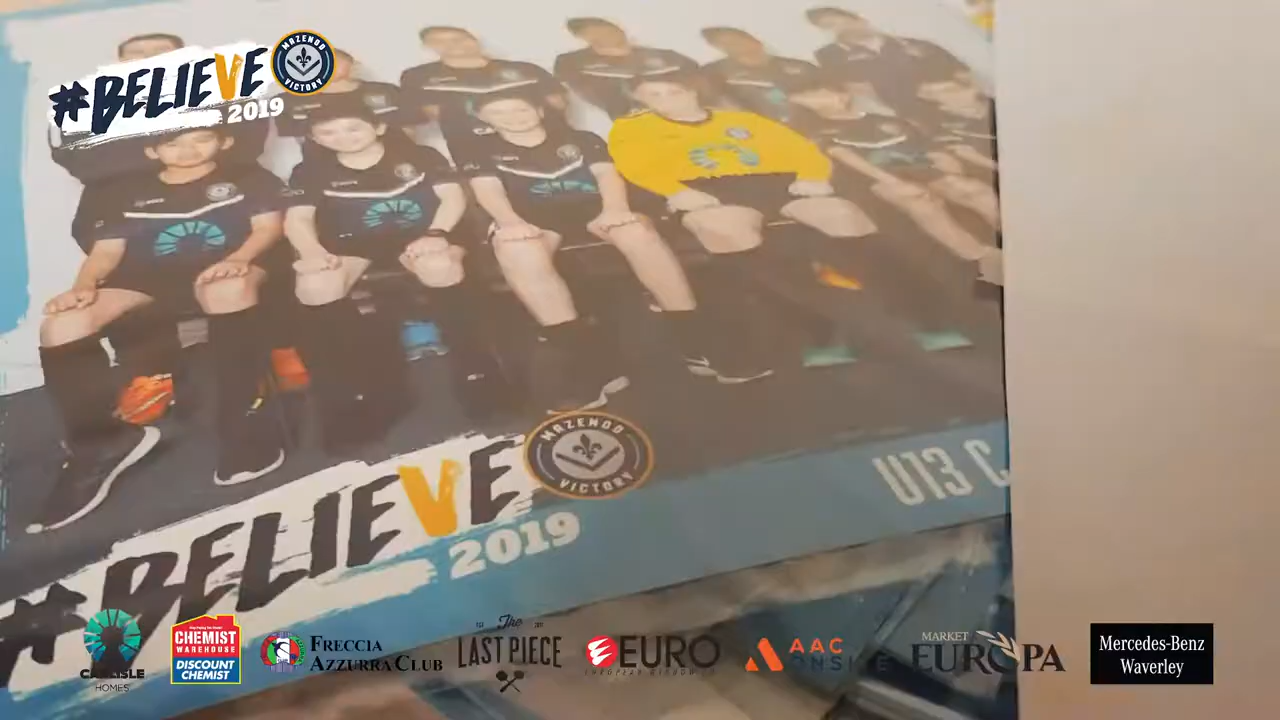 #BELIEVE
2019
MAZENOD
VICTORY
U13 C
#BELIEVE
2019
MAZENOD
VICTORY
CARLISLE
HOMES
CHEMIST
WAREHOUSE
DISCOUNT
CHEMIST
FRECCIA
AZZURRA CLUB
The
LAST PIECE
EURO
AAC
MARKET
EUROPA
Mercedes-Benz
Waverley